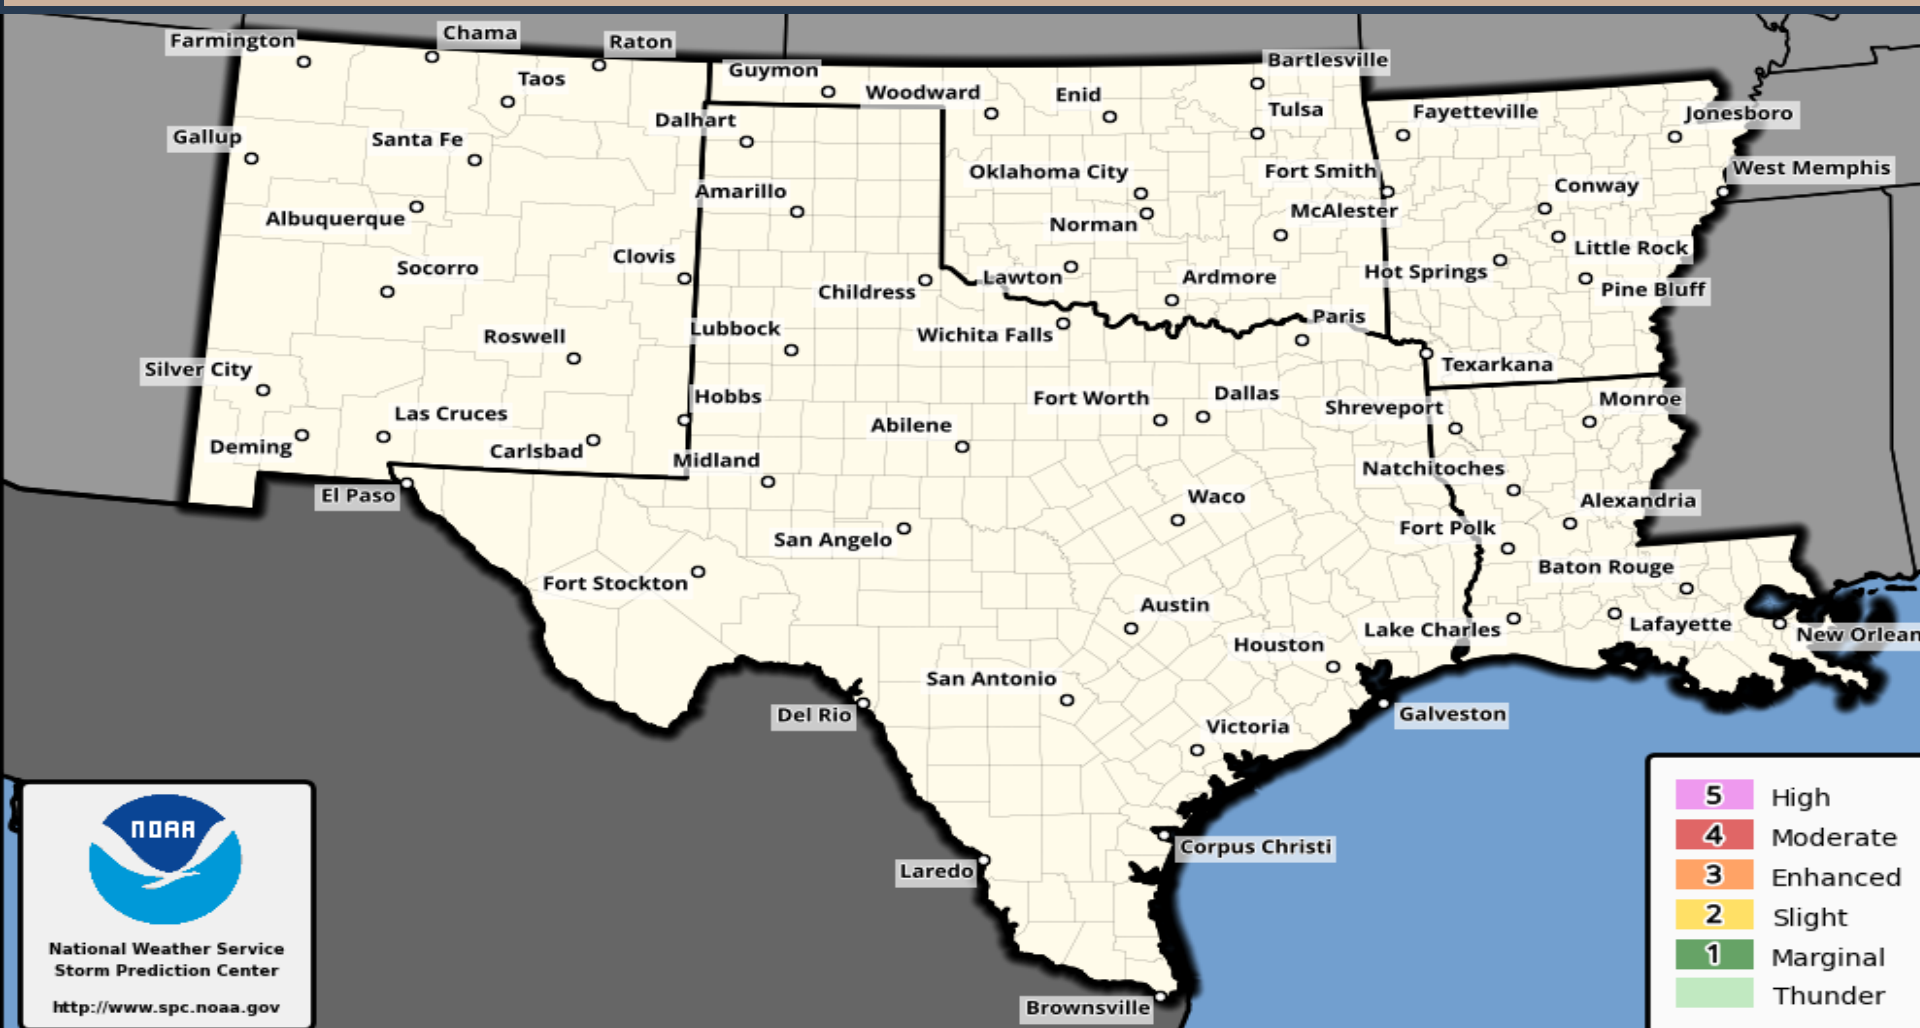 Farmington
Chama
Raton
Taos
Guymon
Woodward
Enid
Bartlesville
Tulsa
Fayetteville
Jonesboro
Gallup
Santa Fe
Dalhart
Oklahoma City
Fort Smith
West Memphis
Conway
Amarillo
Albuquerque
Norman
McAlester
Little Rock
Clovis
Socorro
Childress
Lawton
Ardmore
Hot Springs
Pine Bluff
Roswell
Lubbock
Wichita Falls
Paris
Silver City
Texarkana
Hobbs
Las Cruces
Fort Worth
Dallas
Shreveport
Monroe
Deming
Carlsbad
Abilene
Midland
Natchitoches
El Paso
Waco
Alexandria
San Angelo
Fort Polk
Fort Stockton
Baton Rouge
Austin
Lake Charles
Lafayette
New Orlean
Houston
San Antonio
Del Rio
Galveston
Victoria
Corpus Christi
Laredo
Brownsville
NOAA
National Weather Service
Storm Prediction Center
http://www.spc.noaa.gov
5 High
4 Moderate
3 Enhanced
2 Slight
1 Marginal
Thunder